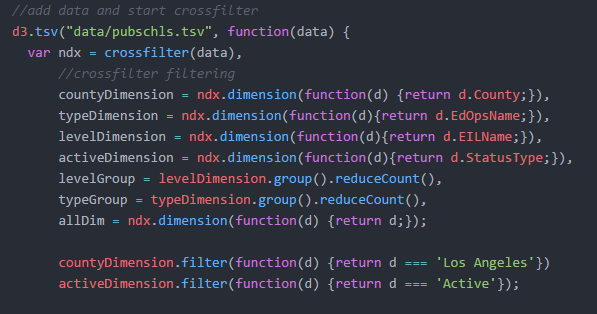 //add data and start crossfilter
d3.tsv("data/pubschls.tsv", function(data) {
  var ndx = crossfilter(data),
      //crossfilter filtering
      countyDimension = ndx.dimension(function(d) {return d.County;}),
      typeDimension = ndx.dimension(function(d){return d.EdOpsName;}),
      levelDimension = ndx.dimension(function(d){return d.EILName;}),
      activeDimension = ndx.dimension(function(d){return d.StatusType;}),
      levelGroup = levelDimension.group().reduceCount(),
      typeGroup = typeDimension.group().reduceCount(),
      allDim = ndx.dimension(function(d) {return d;});

      countyDimension.filter(function(d) {return d === 'Los Angeles'})
      activeDimension.filter(function(d) {return d === 'Active'});